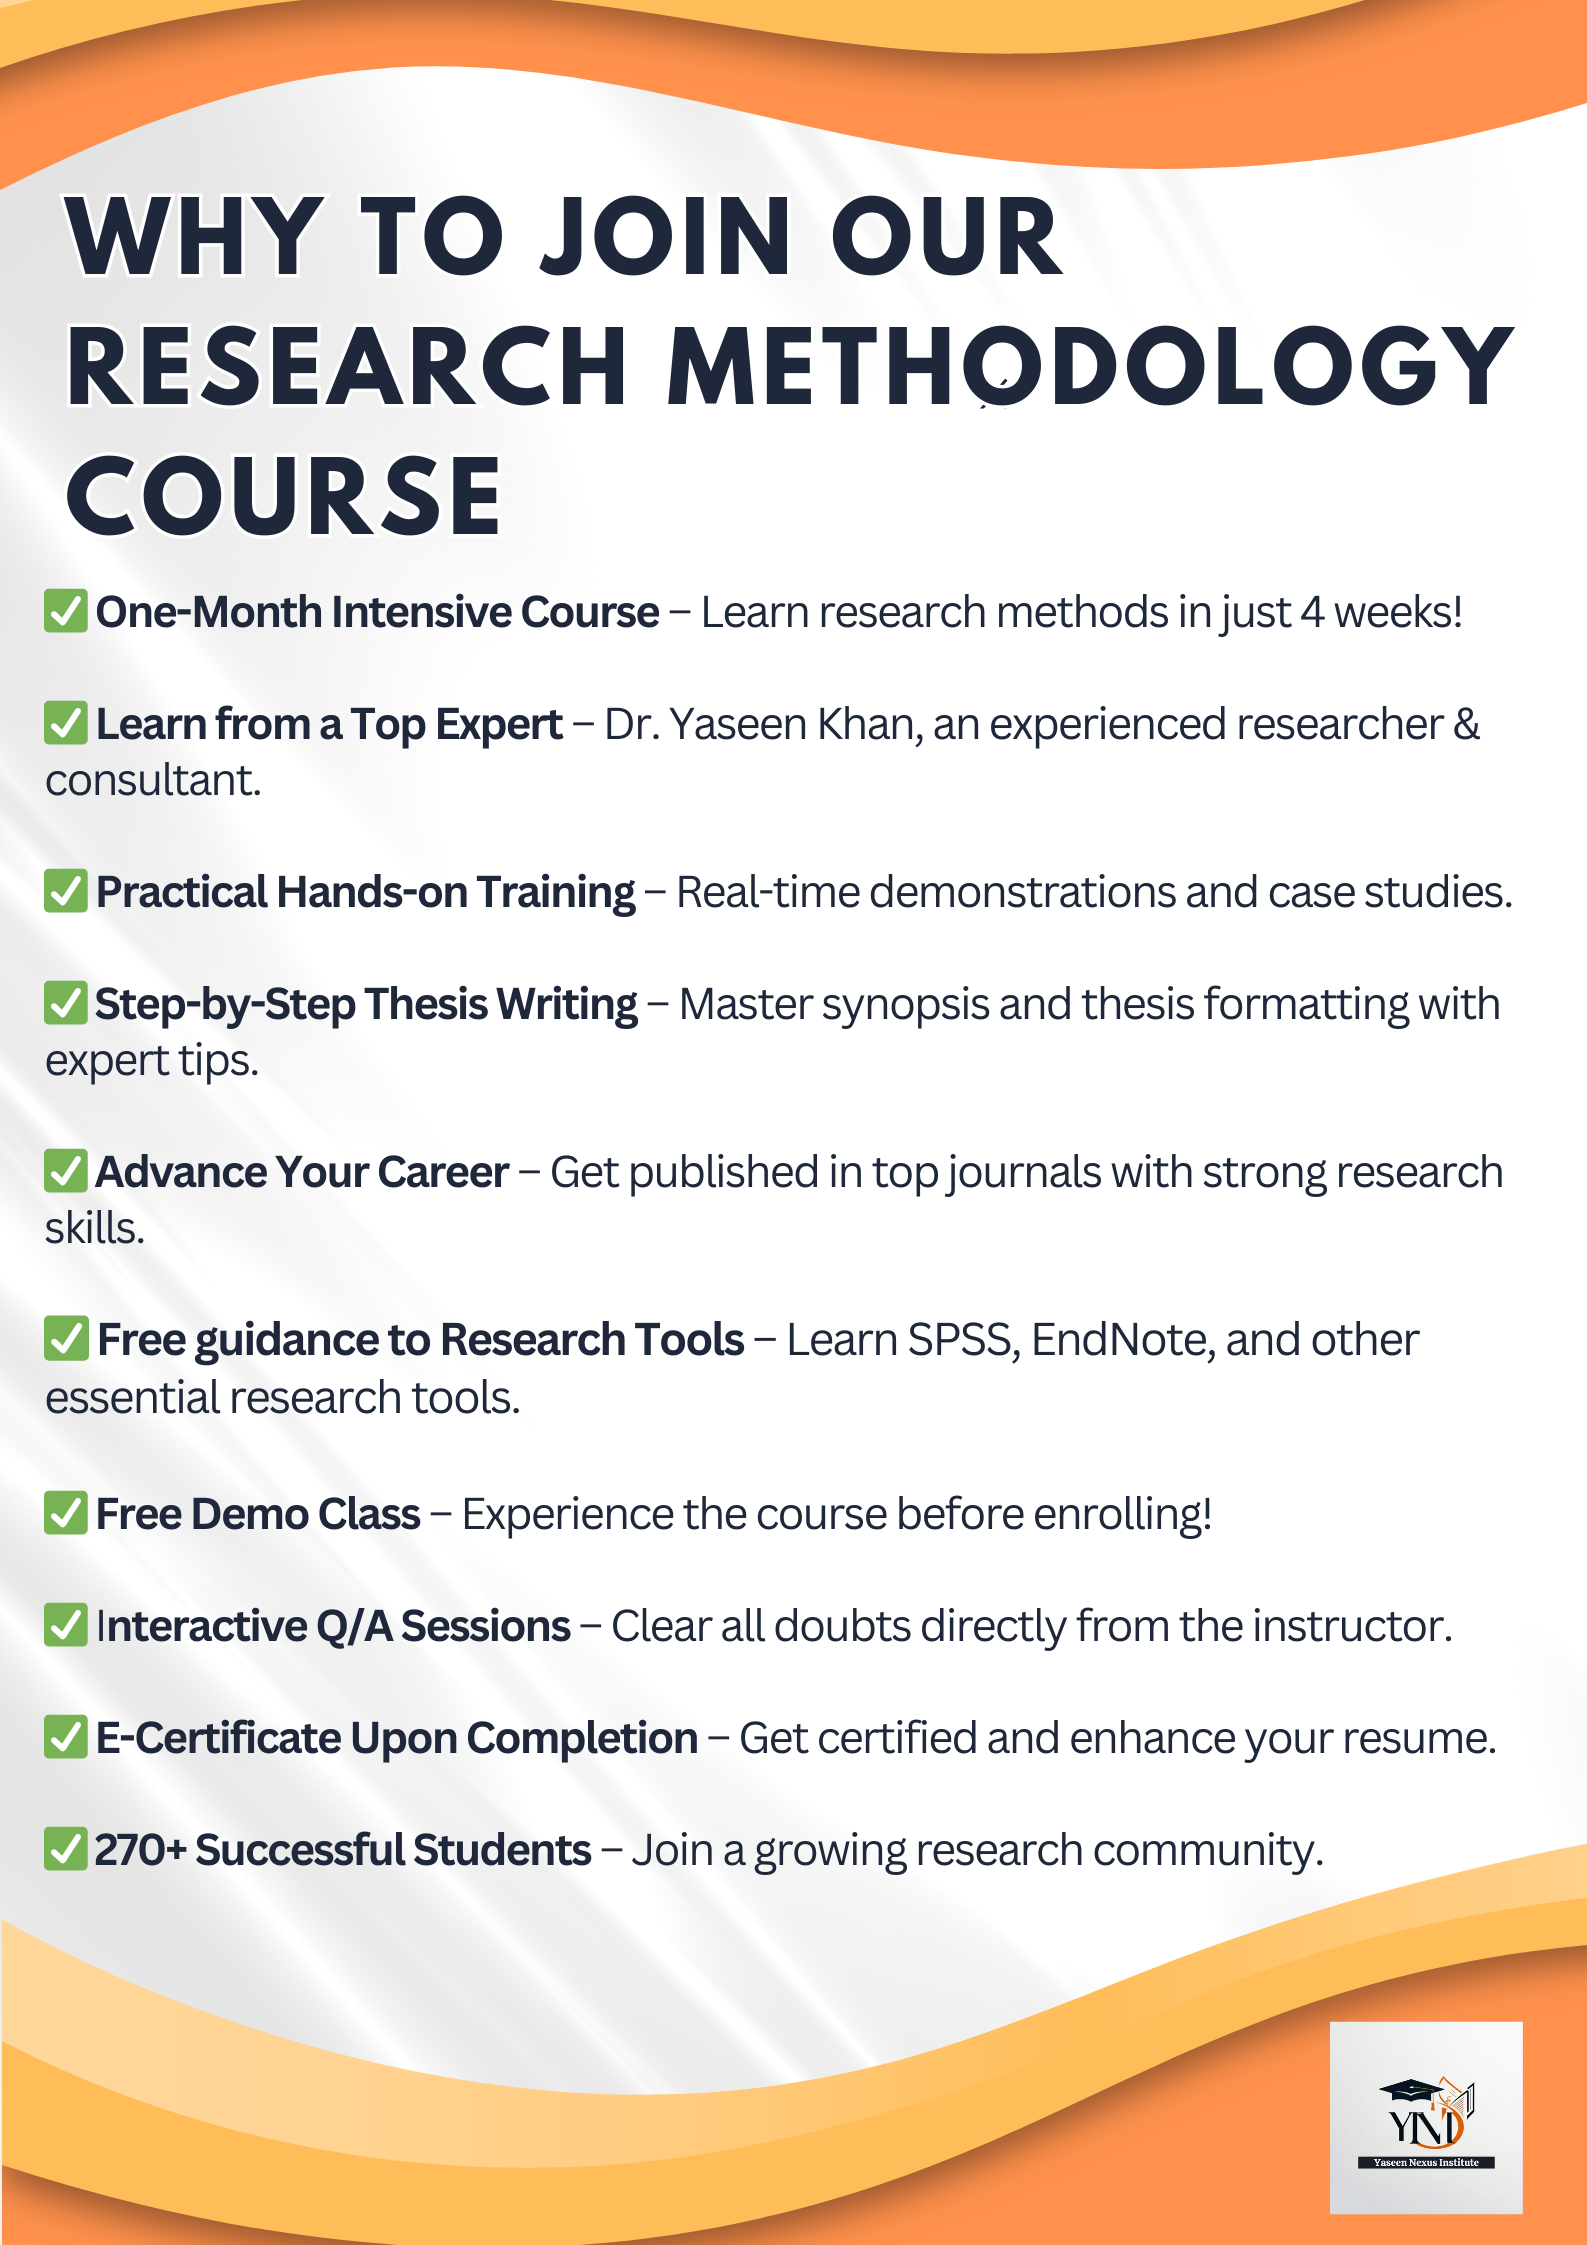 WHY TO JOIN OUR
RESEARCH METHODOLOGY
COURSE
✅ One-Month Intensive Course – Learn research methods in just 4 weeks!
✅ Learn from a Top Expert – Dr. Yaseen Khan, an experienced researcher &
consultant.
✅ Practical Hands-on Training – Real-time demonstrations and case studies.
✅ Step-by-Step Thesis Writing – Master synopsis and thesis formatting with
expert tips.
✅ Advance Your Career – Get published in top journals with strong research
skills.
✅ Free guidance to Research Tools – Learn SPSS, EndNote, and other
essential research tools.
✅ Free Demo Class – Experience the course before enrolling!
✅ Interactive Q/A Sessions – Clear all doubts directly from the instructor.
✅ E-Certificate Upon Completion – Get certified and enhance your resume.
✅ 270+ Successful Students – Join a growing research community.
YNI
Yaseen Nexus Institute